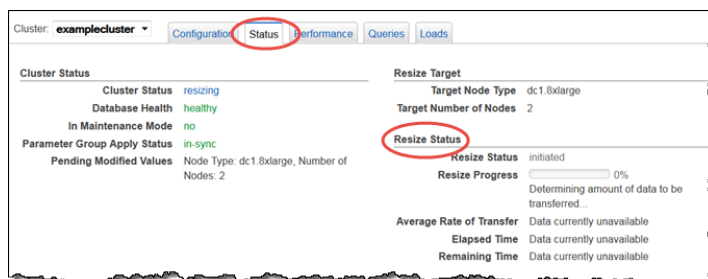 Cluster: examplecluster
Configuration Status Performance Queries Loads
Cluster Status
Cluster Status resizing
Database Health healthy
In Maintenance Mode no
Parameter Group Apply Status in-sync
Pending Modified Values Node Type: dc1.8xlarge, Number of
Nodes: 2
Resize Target
Target Node Type dc1.8xlarge
Target Number of Nodes 2
Resize Status
Resize Status initiated
Resize Progress 0%
Determining amount of data to be
transferred...
Average Rate of Transfer Data currently unavailable
Elapsed Time Data currently unavailable
Remaining Time Data currently unavailable